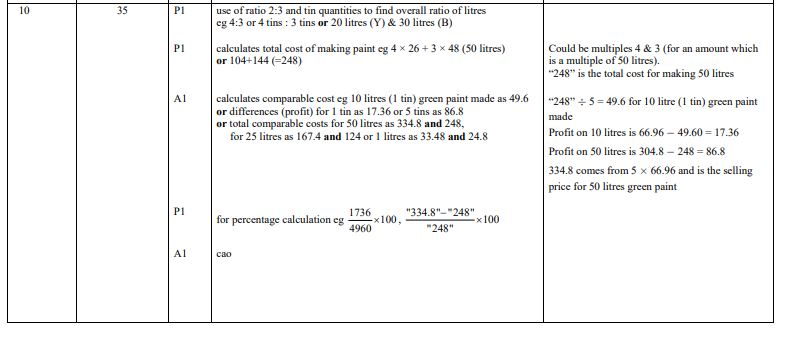 10 35 P1 use of ratio 2:3 and tin quantities to find overall ratio of litres
eg 4:3 or 4 tins : 3 tins or 20 litres (Y) & 30 litres (B)
P1 calculates total cost of making paint eg 4 × 26 + 3 × 48 (50 litres) Could be multiples 4 & 3 (for an amount which
or 104+144 (=248) is a multiple of 50 litres).
“248” is the total cost for making 50 litres
A1 calculates comparable cost eg 10 litres (1 tin) green paint made as 49.6 “248” ÷ 5 = 49.6 for 10 litre (1 tin) green paint
or differences (profit) for 1 tin as 17.36 or 5 tins as 86.8 made
or total comparable costs for 50 litres as 334.8 and 248, Profit on 10 litres is 66.96 – 49.60 = 17.36
for 25 litres as 167.4 and 124 or 1 litres as 33.48 and 24.8 Profit on 50 litres is 304.8 – 248 = 86.8
334.8 comes from 5 × 66.96 and is the selling
price for 50 litres green paint
P1 for percentage calculation eg 1736/4960 ×100 , "334.8"–"248"/"248" ×100
A1 cao